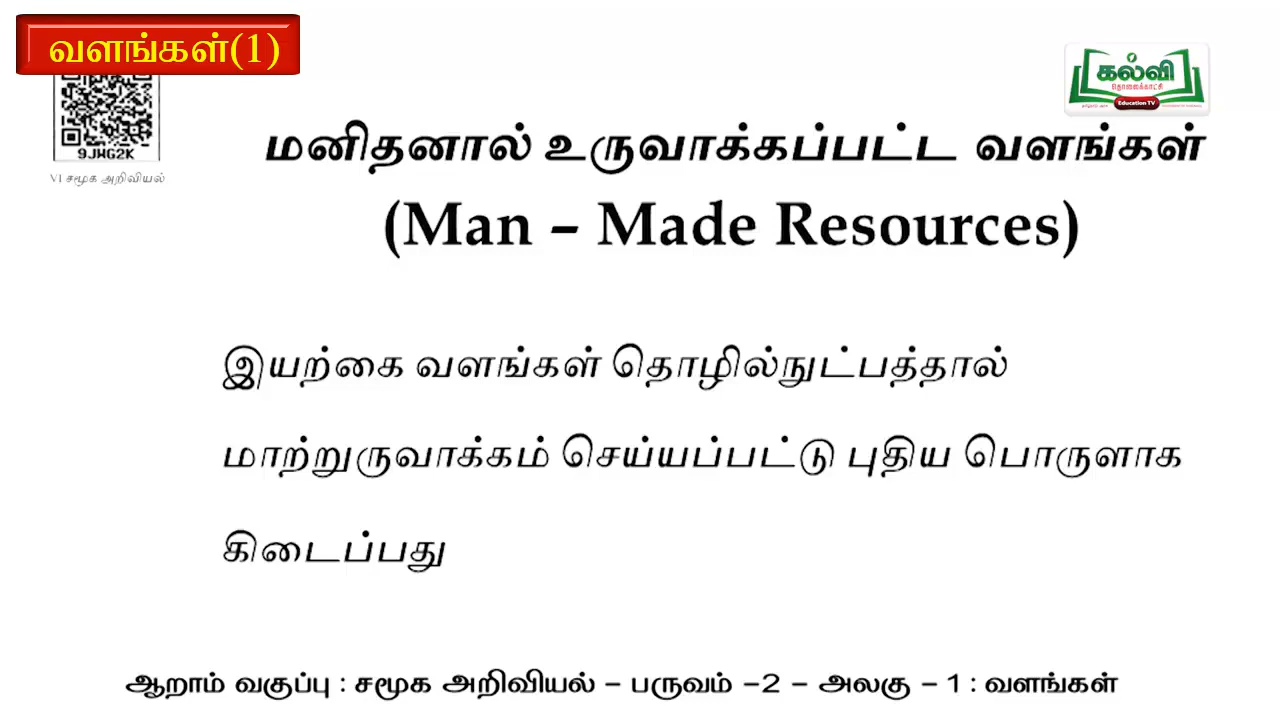 வளங்கள்(1)
கல்வி
தொலைக்காட்சி
Education TV
9JWG2K
VI சமூக அறிவியல்
மனிதனால் உருவாக்கப்பட்ட வளங்கள்
(Man – Made Resources)
இயற்கை வளங்கள் தொழில்நுட்பத்தால்
மாற்றுருவாக்கம் செய்யப்பட்டு புதிய பொருளாக
கிடைப்பது
ஆறாம் வகுப்பு : சமூக அறிவியல் – பருவம் –2 – அலகு – 1 : வளங்கள்